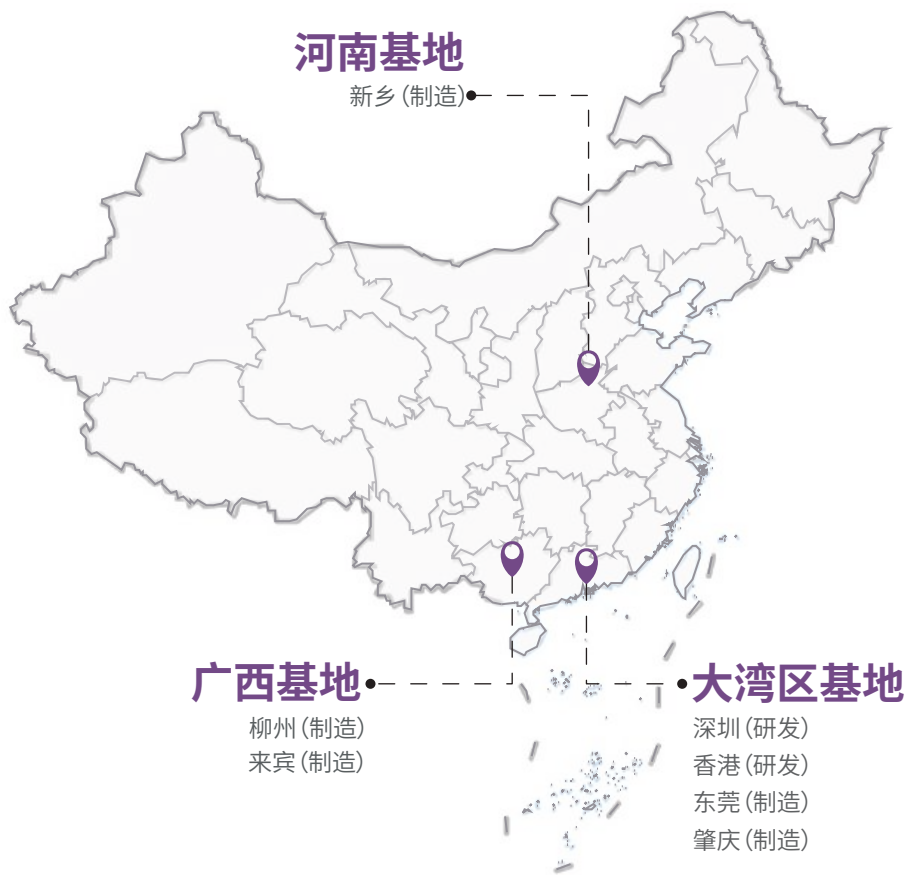 河南基地
新乡(制造)
广西基地
柳州(制造)
来宾(制造)
大湾区基地
深圳(研发)
香港(研发)
东莞(制造)
肇庆(制造)